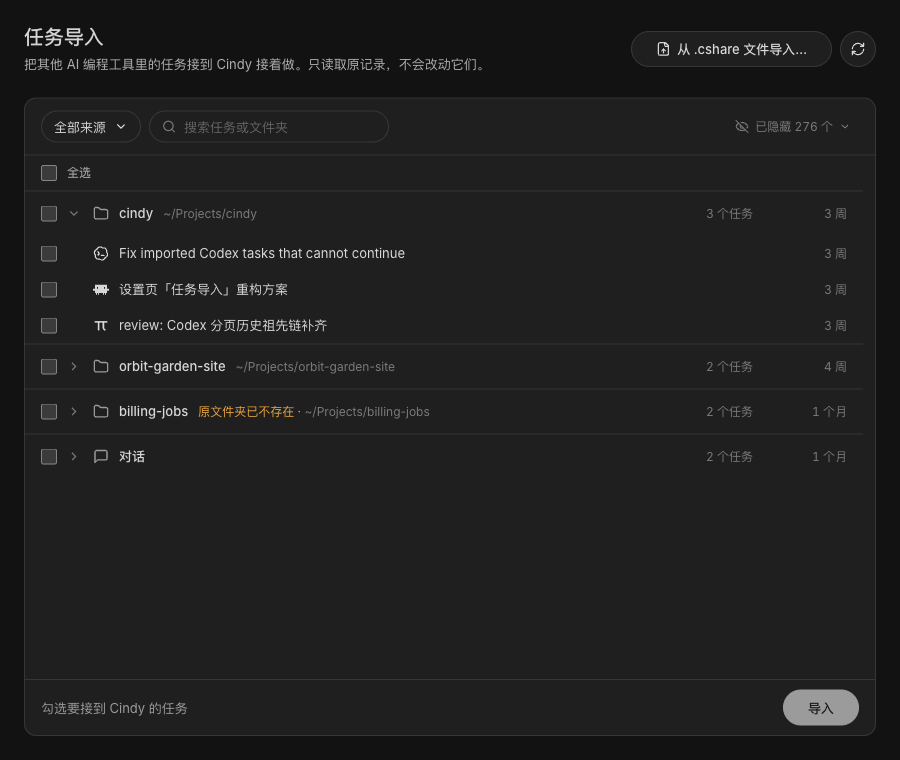 任务导入
把其他 AI 编程工具里的任务接到 Cindy 接着做。只读取原记录，不会改动它们。
从 .cshare 文件导入...
全部来源
搜索任务或文件夹
已隐藏 276 个
全选
cindy ~/Projects/cindy 3 个任务 3 周
Fix imported Codex tasks that cannot continue 3 周
设置页「任务导入」重构方案 3 周
review: Codex 分页历史祖先链补齐 3 周
orbit-garden-site ~/Projects/orbit-garden-site 2 个任务 4 周
billing-jobs 原文件夹已不存在 · ~/Projects/billing-jobs 2 个任务 1 个月
对话 2 个任务 1 个月
勾选要接到 Cindy 的任务
导入